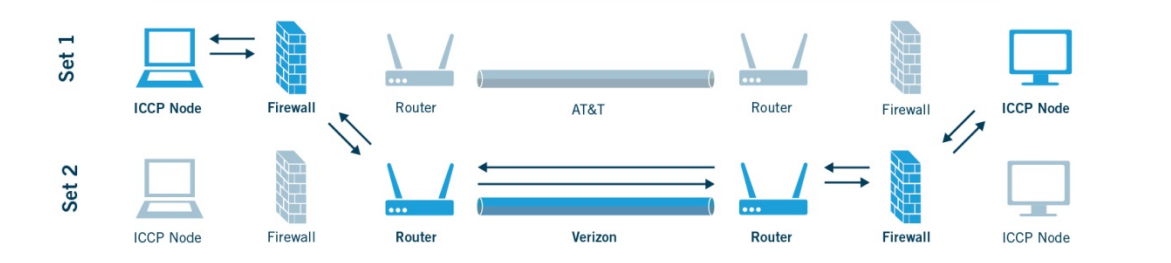 Set 1
ICCP Node
Firewall
Router
AT&T
Router
Firewall
ICCP Node
Set 2
ICCP Node
Firewall
Router
Verizon
Router
Firewall
ICCP Node